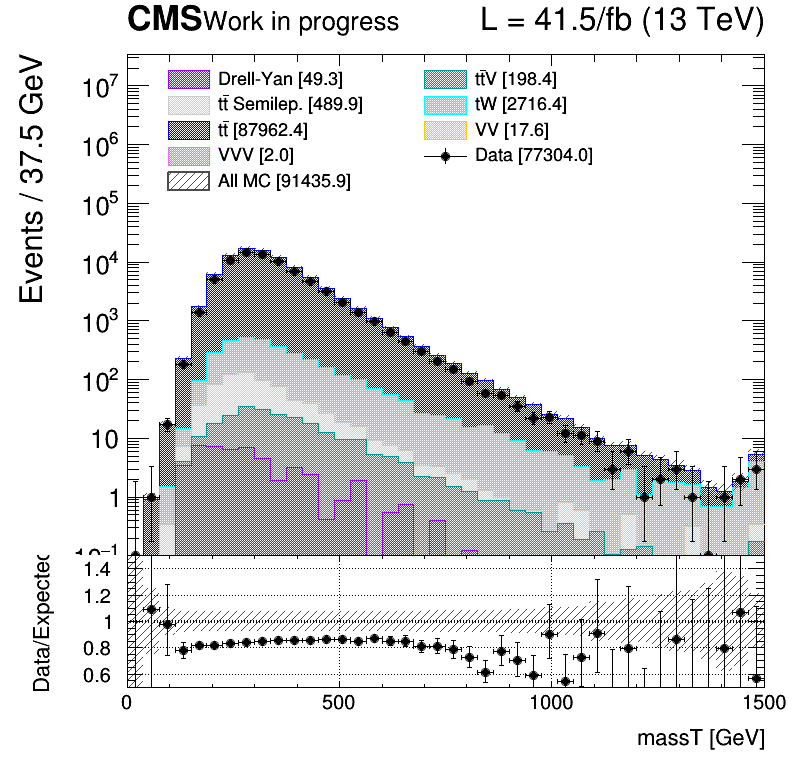 CMS Work in progress L = 41.5/fb (13 TeV)
Events / 37.5 GeV
10⁷
10⁶
10⁵
10⁴
10³
10²
10
1
10⁻¹
Drell-Yan [49.3]
tt̄ Semilep. [489.9]
tt̄ [87962.4]
VVV [2.0]
All MC [91435.9]
tt̄V [198.4]
tW [2716.4]
VV [17.6]
Data [77304.0]
Data/Expected
1.4
1.2
1
0.8
0.6
0 500 1000 1500
massT [GeV]